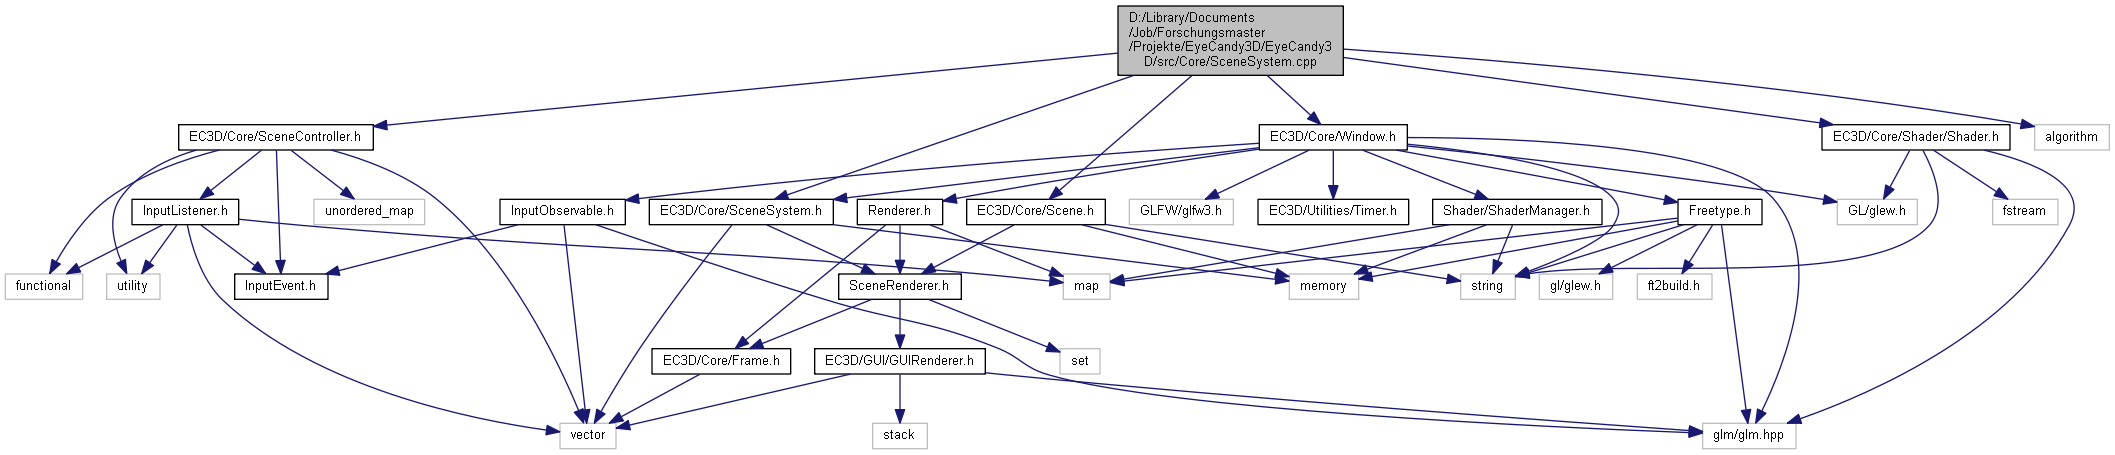 D:/Library/Documents
/Job/Forschungsmaster
/Projekte/EyeCandy3D/EyeCandy3
D/src/Core/SceneSystem.cpp
EC3D/Core/SceneController.h
EC3D/Core/Window.h
EC3D/Core/Shader/Shader.h
algorithm
InputListener.h
unordered_map
InputObservable.h
EC3D/Core/SceneSystem.h
Renderer.h
EC3D/Core/Scene.h
GLFW/glfw3.h
EC3D/Utilities/Timer.h
Shader/ShaderManager.h
Freetype.h
GL/glew.h
fstream
functional
utility
InputEvent.h
SceneRenderer.h
map
memory
string
gl/glew.h
ft2build.h
EC3D/Core/Frame.h
EC3D/GUI/GUIRenderer.h
set
vector
stack
glm/glm.hpp